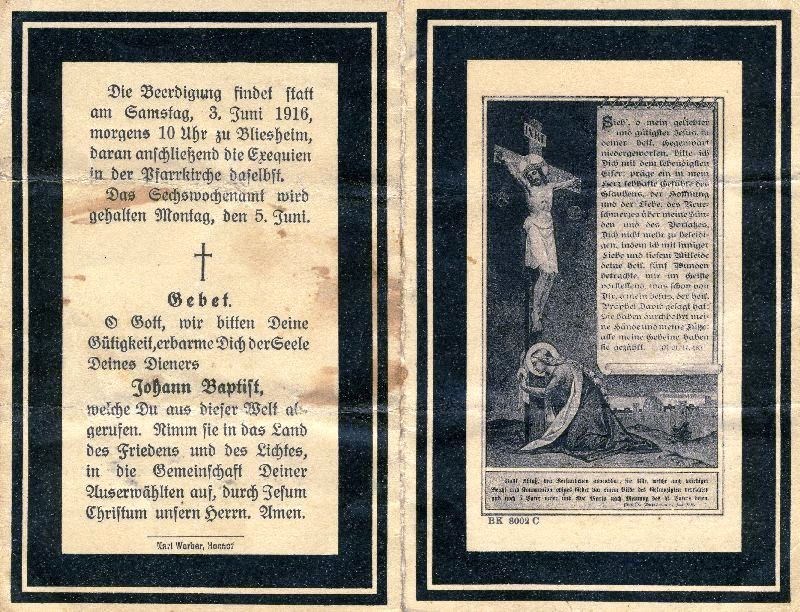 Die Beerdigung findet statt
am Samstag, 3. Juni 1916,
morgens 10 Uhr zu Bliesheim,
daran anschließend die Exequien
in der Pfarrkirche daselbst.
Das Sechswochenamt wird
gehalten Montag, den 5. Juni.
Gebet.
O Gott, wir bitten Deine
Gütigkeit, erbarme Dich der Seele
Deines Dieners
Johann Baptist,
welche Du aus dieser Welt ab-
gerufen. Nimm sie in das Land
des Friedens und des Lichtes,
in die Gemeinschaft Deiner
Auserwählten auf, durch Jesum
Christum unsern Herrn. Amen.
Karl Werber, Honnef
INRI
Sieh', o mein geliebter
und gütigster Jesus, in
deiner heil. Gegenwart
niedergeworfen, bitte ich
Dich mit dem lebendigsten
Eifer, präge ein in mein
Herz lebhafte Gefühle des
Glaubens, der Hoffnung
und der Liebe, des Reue-
schmerzes über meine Sün-
den und des Vorsatzes,
Dich nicht mehr zu beleidi-
gen, indem ich mit inniger
Liebe und tiefem Mitleide
deine heil. fünf Wunden
betrachte, mir im Geiste
vorstellend, was schon von
Dir, o mein Jesus, der heil.
Prophet David gesagt hat:
Sie haben durchbohrt mei-
ne Hände und meine Füße,
alle meine Gebeine haben
sie gezählt.
BK 8002 C